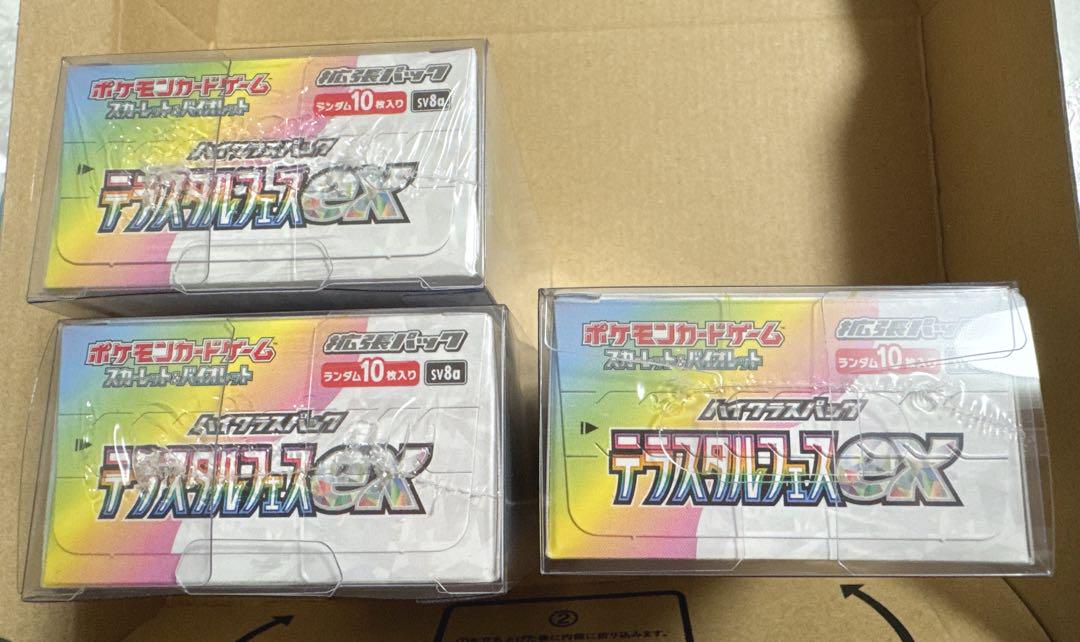 ポケモンカードゲーム
スカーレット&バイオレット
拡張パック
ランダム10枚入り
SV8a
ハイクラスパック
テラスタルフェスex
ポケモンカードゲーム
スカーレット&バイオレット
拡張パック
ランダム10枚入り
SV8a
ハイクラスパック
テラスタルフェスex
ポケモンカードゲーム
スカーレット&バイオレット
拡張パック
ランダム10枚入り
ハイクラスパック
テラスタルフェスex
②